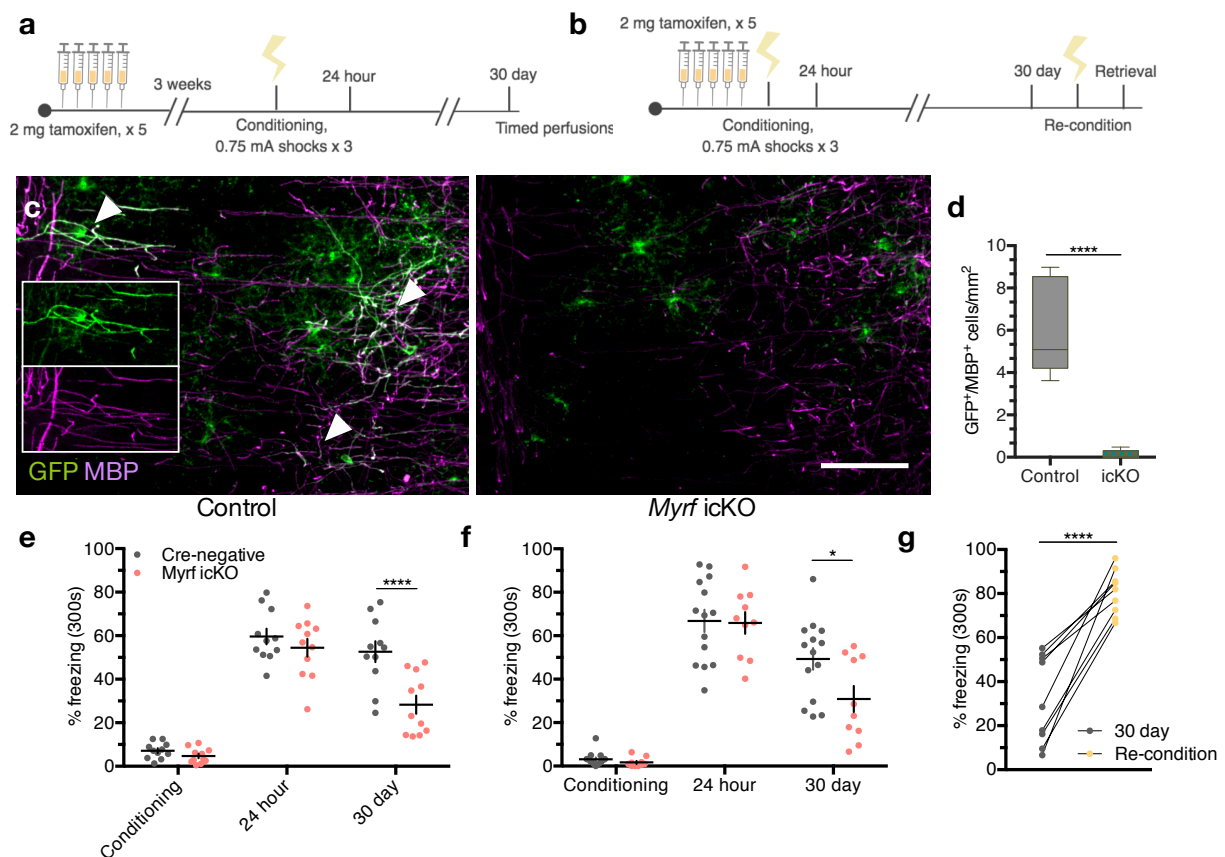 a
3 weeks
24 hour
30 day
2 mg tamoxifen, x 5
Conditioning,
0.75 mA shocks x 3
Timed perfusions
b
2 mg tamoxifen, x 5
24 hour
30 day
Retrieval
Conditioning,
0.75 mA shocks x 3
Re-condition
c
GFP MBP
Control
Myrf icKO
d
****
GFP+/MBP+ cells/mm2
10
8
6
4
2
0
Control
icKO
e
Cre-negative
Myrf icKO
****
% freezing (300s)
100
80
60
40
20
0
Conditioning
24 hour
30 day
f
*
% freezing (300s)
100
80
60
40
20
0
Conditioning
24 hour
30 day
g
****
% freezing (300s)
100
80
60
40
20
0
30 day
Re-condition